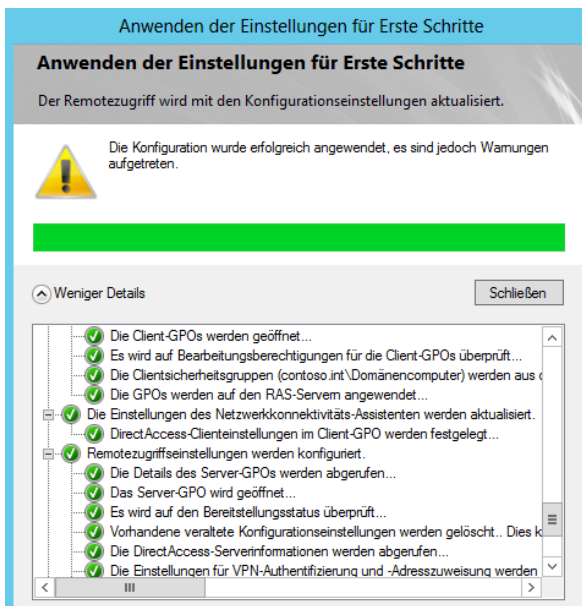 Anwenden der Einstellungen für Erste Schritte
Anwenden der Einstellungen für Erste Schritte
Der Remotezugriff wird mit den Konfigurationseinstellungen aktualisiert.
Die Konfiguration wurde erfolgreich angewendet, es sind jedoch Warnungen
aufgetreten.
Weniger Details
Schließen
Die Client-GPOs werden geöffnet...
Es wird auf Bearbeitungsberechtigungen für die Client-GPOs überprüft...
Die Clientsicherheitsgruppen (contoso.int\Domänencomputer) werden aus
Die GPOs werden auf den RAS-Servern angewendet...
Die Einstellungen des Netzwerkkonnektivitäts-Assistenten werden aktualisiert.
DirectAccess-Clienteinstellungen im Client-GPO werden festgelegt...
Remotezugriffseinstellungen werden konfiguriert.
Die Details des Server-GPOs werden abgerufen...
Das Server-GPO wird geöffnet...
Es wird auf den Bereitstellungsstatus überprüft...
Vorhandene veraltete Konfigurationseinstellungen werden gelöscht.. Dies k
Die DirectAccess-Serverinformationen werden abgerufen...
Die Einstellungen für VPN-Authentifizierung und -Adresszuweisung werden